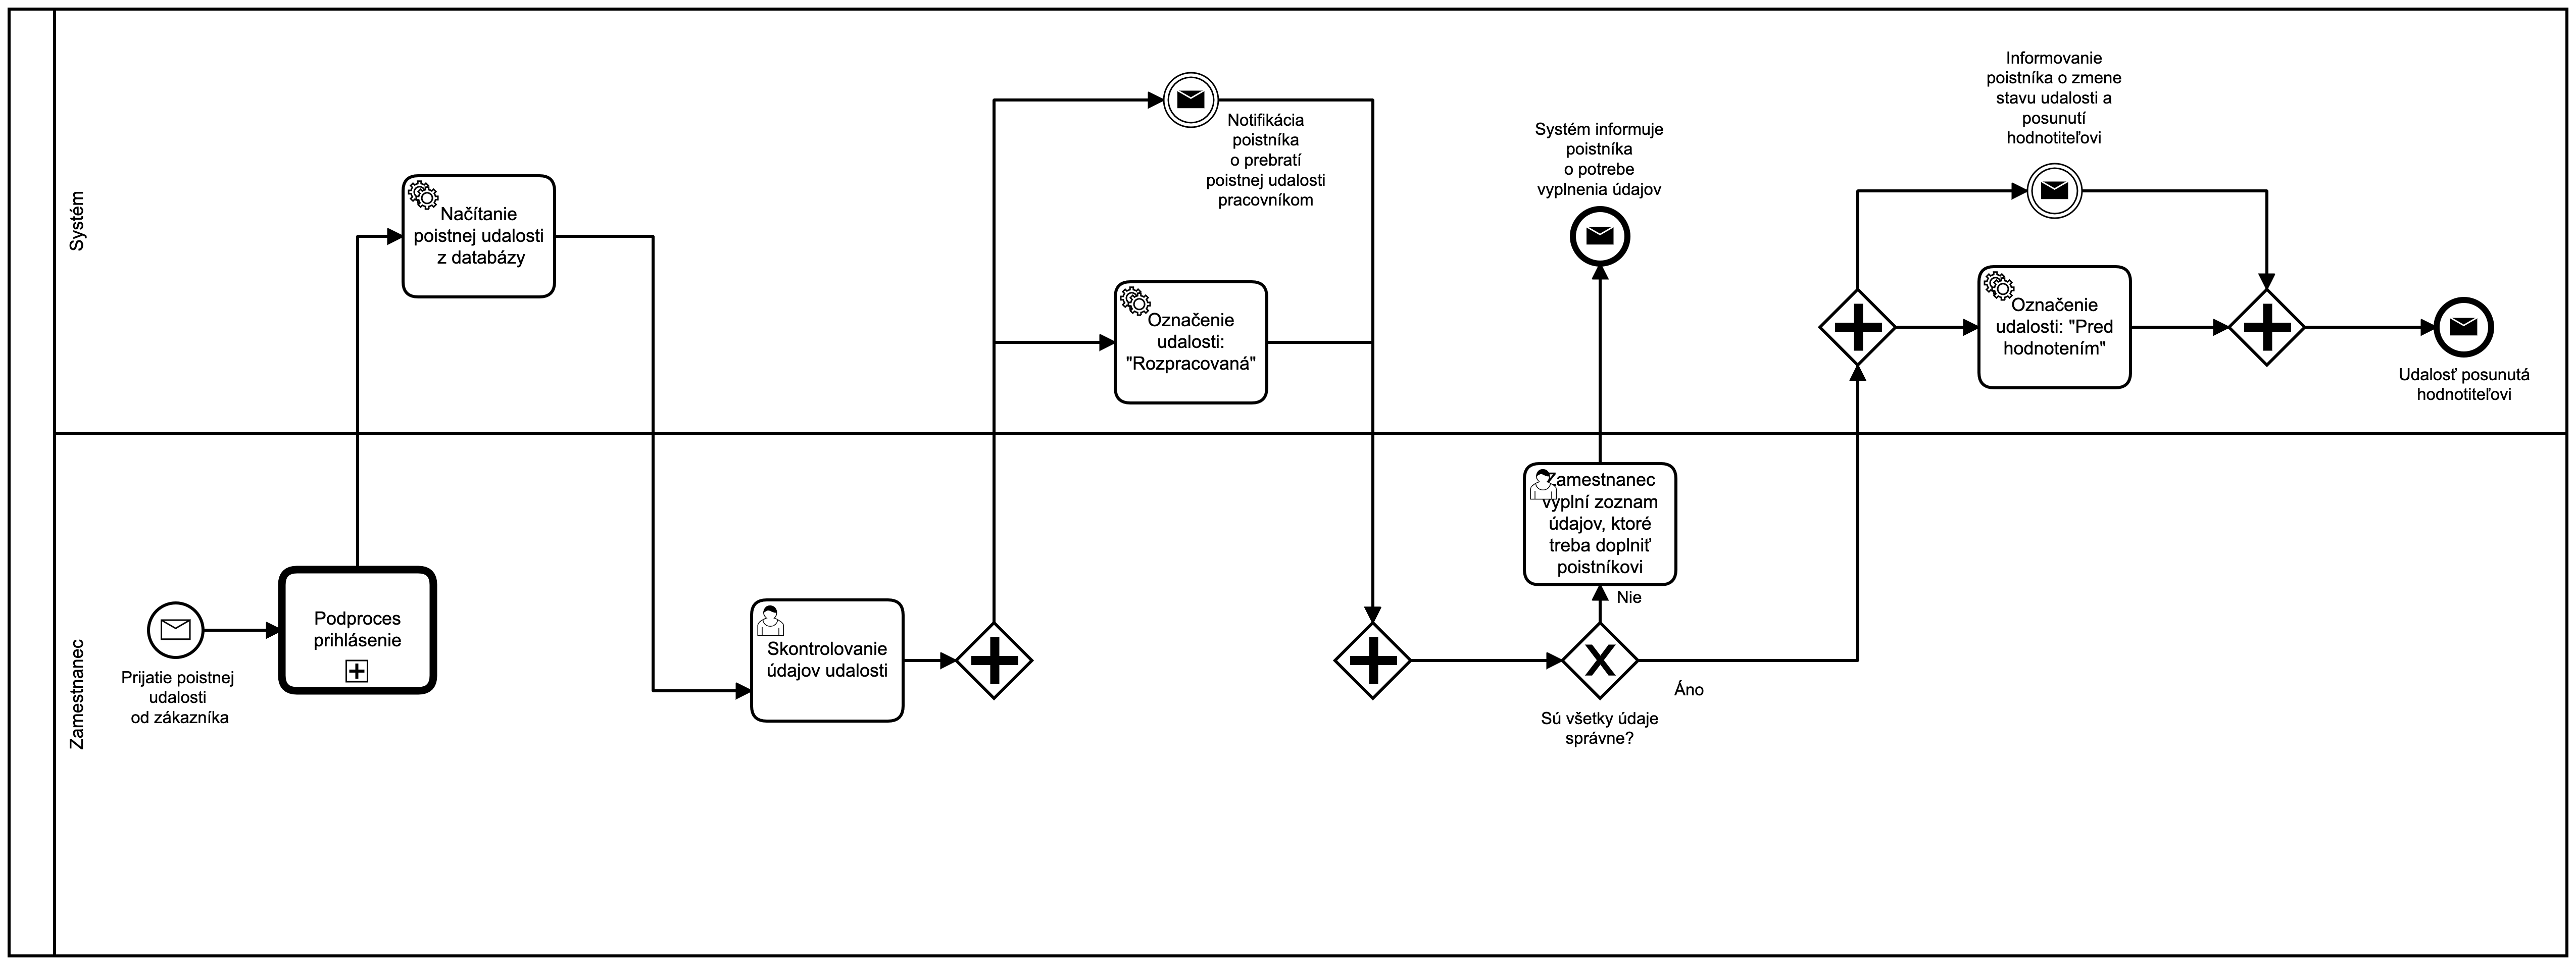 Systém
Načítanie
poistnej udalosti
z databázy
Notifikácia
poistníka
o prebratí
poistnej udalosti
pracovníkom
Označenie
udalosti:
"Rozpracovaná"
Systém informuje
poistníka
o potrebe
vyplnenia údajov
Informovanie
poistníka o zmene
stavu udalosti a
posunutí
hodnotiteľovi
Označenie
udalosti: "Pred
hodnotením"
Udalosť posunutá
hodnotiteľovi
Zamestnanec
Prijatie poistnej
udalosti
od zákazníka
Podproces
prihlásenie
Skontrolovanie
údajov udalosti
Zamestnanec
vyplní zoznam
údajov, ktoré
treba doplniť
poistníkovi
Nie
Áno
Sú všetky údaje
správne?